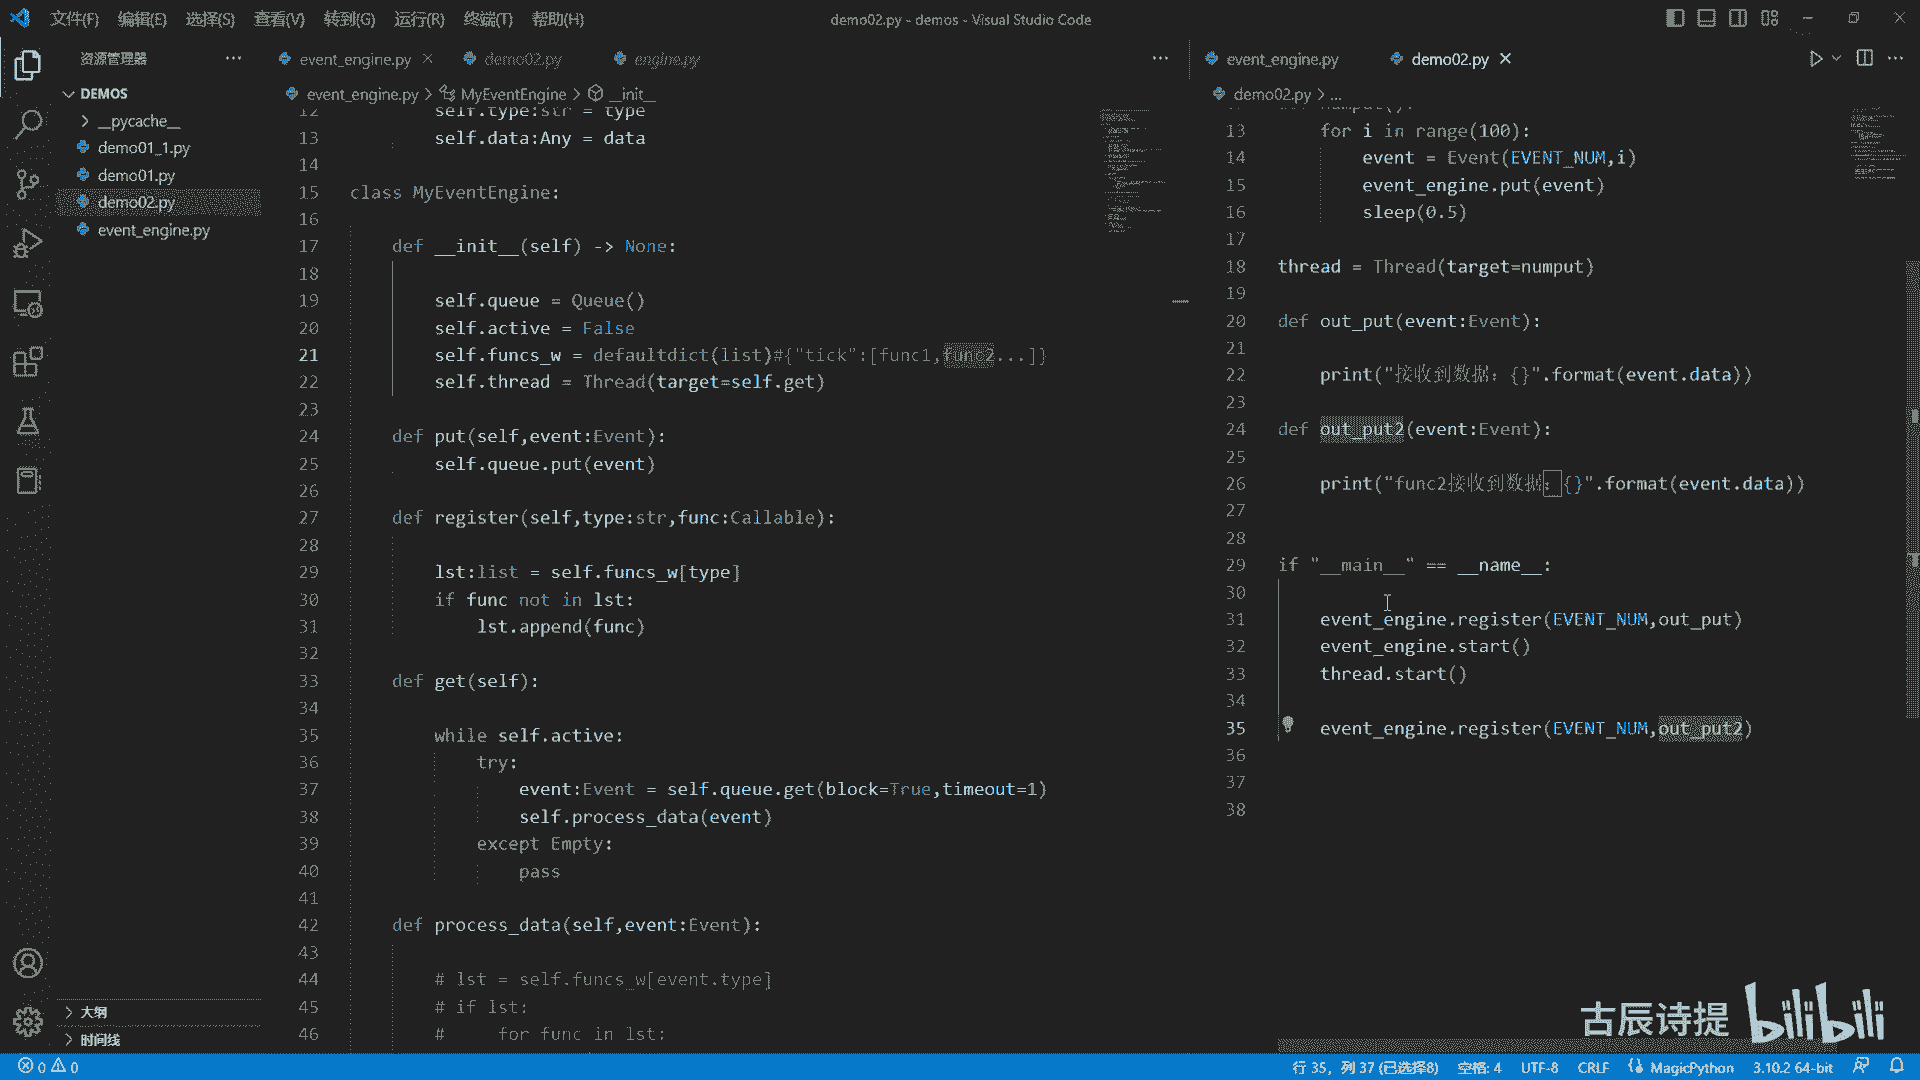 文件(F) 编辑(E) 选择(S) 查看(V) 转到(G) 运行(R) 终端(T) 帮助(H)
demo02.py - demos - Visual Studio Code
资源管理器
DEMOS
__pycache__
demo01_1.py
demo01.py
demo02.py
event_engine.py
大纲
时间线
event_engine.py demo02.py engine.py
event_engine.py > MyEventEngine > __init__
12 self.type:str = type
13 self.data:Any = data
14
15 class MyEventEngine:
16
17 def __init__(self) -> None:
18
19 self.queue = Queue()
20 self.active = False
21 self.funcs_w = defaultdict(list)#{"tick":[func1,func2...]}
22 self.thread = Thread(target=self.get)
23
24 def put(self,event:Event):
25 self.queue.put(event)
26
27 def register(self,type:str,func:Callable):
28
29 lst:list = self.funcs_w[type]
30 if func not in lst:
31 lst.append(func)
32
33 def get(self):
34
35 while self.active:
36 try:
37 event:Event = self.queue.get(block=True,timeout=1)
38 self.process_data(event)
39 except Empty:
40 pass
41
42 def process_data(self,event:Event):
43
44 # lst = self.funcs_w[event.type]
45 # if lst:
46 # for func in lst:
event_engine.py demo02.py
demo02.py > ...
13 for i in range(100):
14 event = Event(EVENT_NUM,i)
15 event_engine.put(event)
16 sleep(0.5)
17
18 thread = Thread(target=numput)
19
20 def out_put(event:Event):
21
22 print("接收到数据：{}".format(event.data))
23
24 def out_put2(event:Event):
25
26 print("func2接收到数据：{}".format(event.data))
27
28
29 if "__main__" == __name__:
30
31 event_engine.register(EVENT_NUM,out_put)
32 event_engine.start()
33 thread.start()
34
35 event_engine.register(EVENT_NUM,out_put2)
36
37
38
古辰诗提 bilibili
0 0
行 35，列 37 (已选择8) 空格: 4 UTF-8 CRLF MagicPython 3.10.2 64-bit